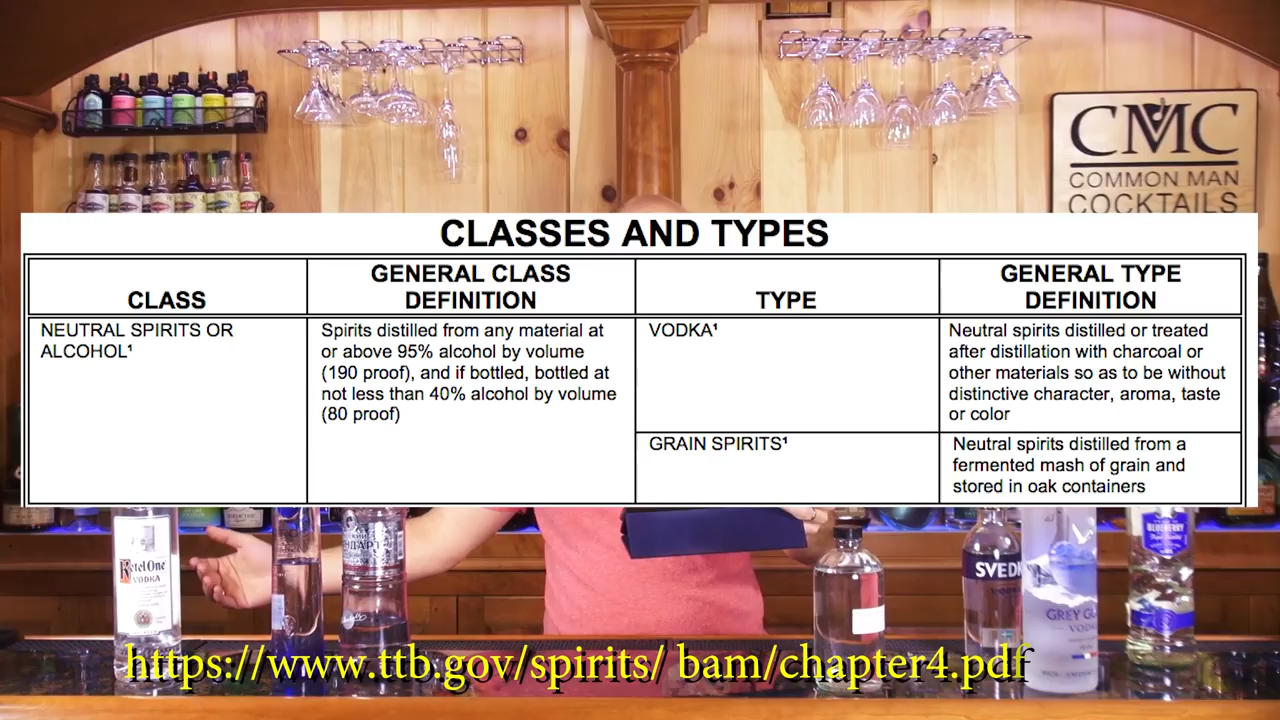 CMC
COMMON MAN
COCKTAILS
CLASSES AND TYPES
CLASS
GENERAL CLASS
DEFINITION
TYPE
GENERAL TYPE
DEFINITION
NEUTRAL SPIRITS OR
ALCOHOL¹
Spirits distilled from any material at
or above 95% alcohol by volume
(190 proof), and if bottled, bottled at
not less than 40% alcohol by volume
(80 proof)
VODKA¹
Neutral spirits distilled or treated
after distillation with charcoal or
other materials so as to be without
distinctive character, aroma, taste
or color
GRAIN SPIRITS¹
Neutral spirits distilled from a
fermented mash of grain and
stored in oak containers
Ketel One
VODKA
SVEDK
GREY G
VODK
BLUEBERRY
https://www.ttb.gov/spirits/ bam/chapter4.pdf